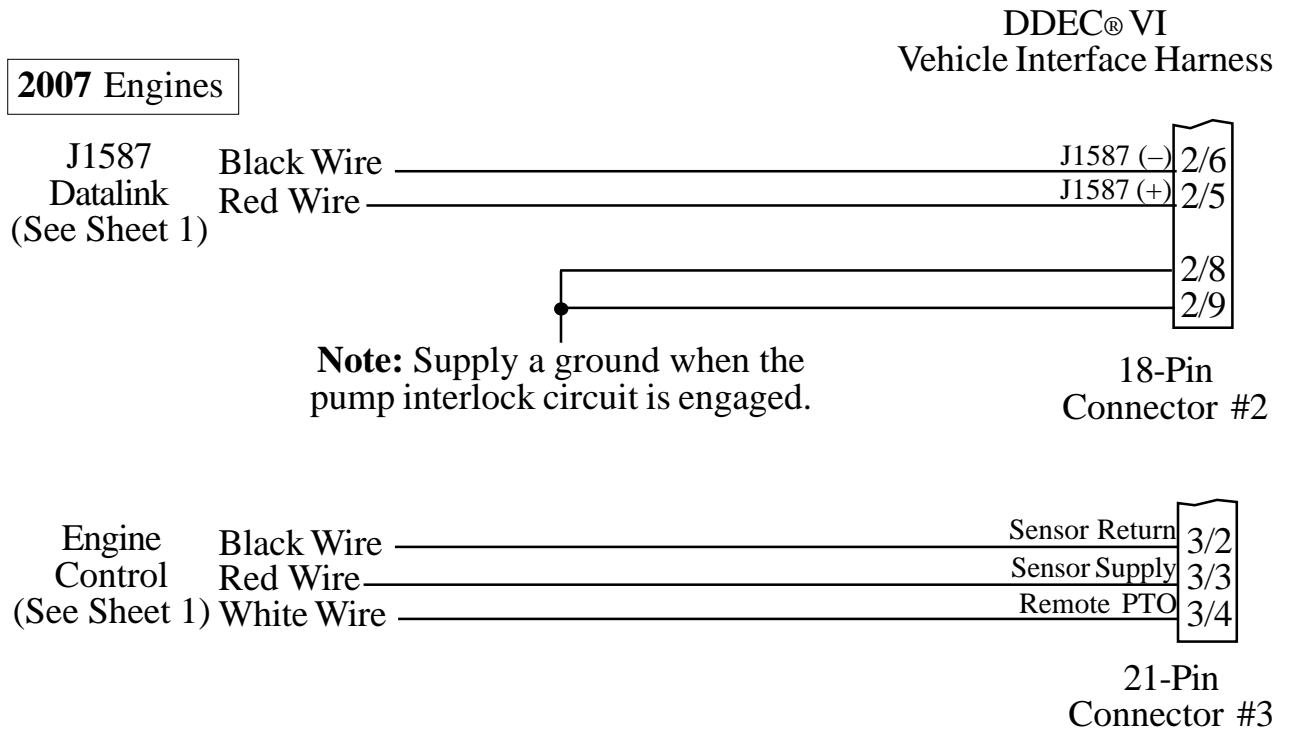 DDEC® VI
Vehicle Interface Harness
2007 Engines
J1587
Datalink
(See Sheet 1)
Black Wire
Red Wire
J1587 (–)
J1587 (+)
2/6
2/5
2/8
2/9
Note: Supply a ground when the
pump interlock circuit is engaged.
18-Pin
Connector #2
Engine
Control
(See Sheet 1)
Black Wire
Red Wire
White Wire
Sensor Return
Sensor Supply
Remote PTO
3/2
3/3
3/4
21-Pin
Connector #3